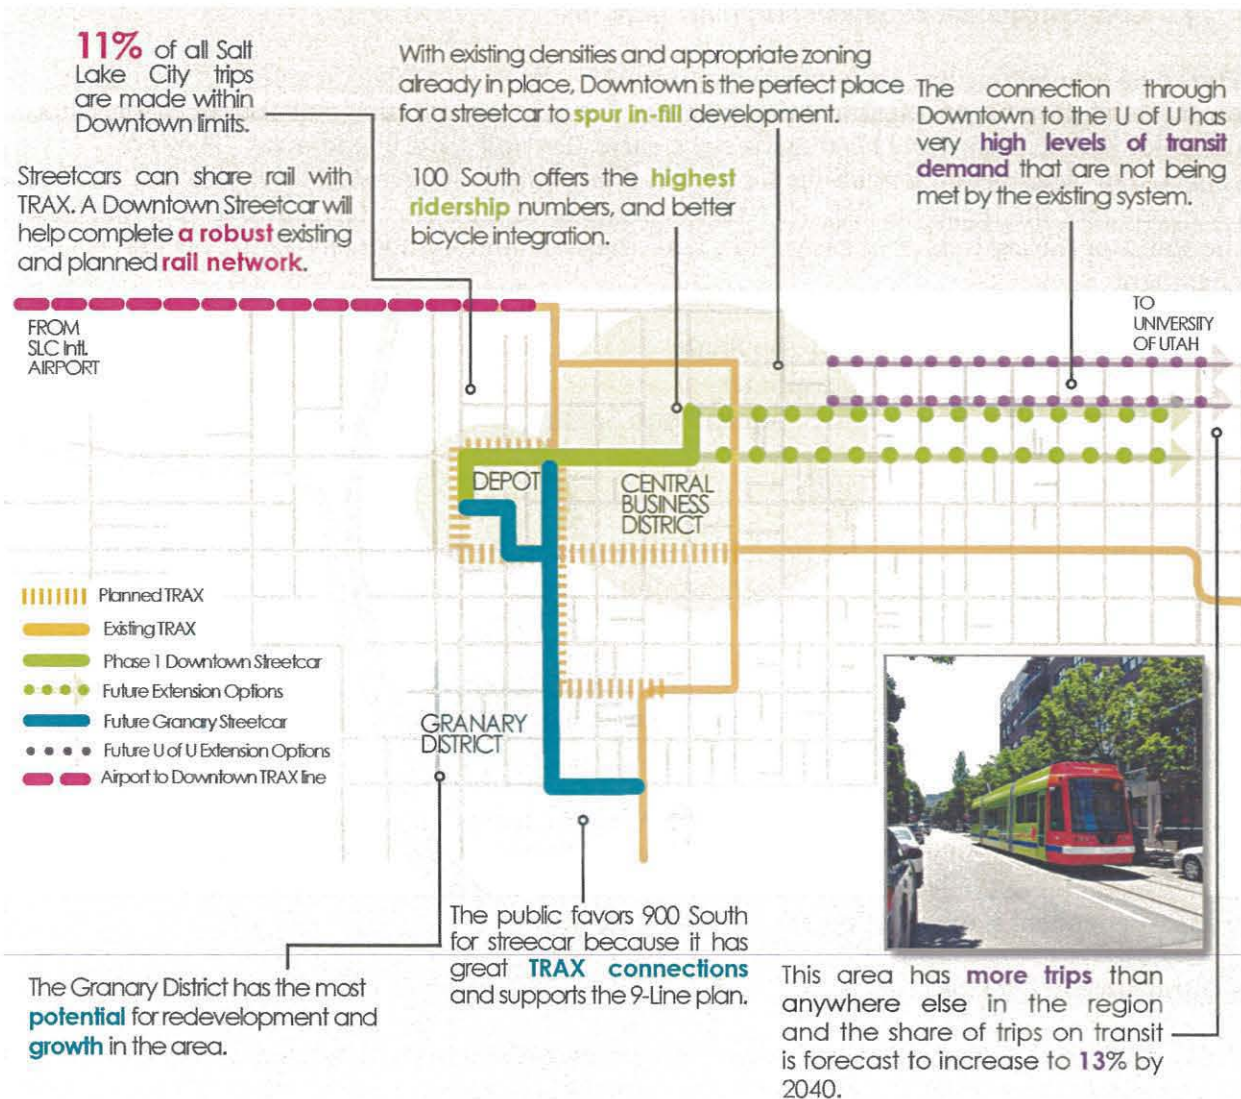 11% of all Salt
Lake City trips
are made within
Downtown limits.
With existing densities and appropriate zoning
already in place, Downtown is the perfect place
for a streetcar to spur in-fill development.
The connection through
Downtown to the U of U has
very high levels of transit
demand that are not being
met by the existing system.
Streetcars can share rail with
TRAX. A Downtown Streetcar will
help complete a robust existing
and planned rail network.
100 South offers the highest
ridership numbers, and better
bicycle integration.
FROM
SLC Intl.
AIRPORT
TO
UNIVERSITY
OF UTAH
DEPOT
CENTRAL
BUSINESS
DISTRICT
Planned TRAX
Existing TRAX
Phase 1 Downtown Streetcar
Future Extension Options
Future Granary Streetcar
Future U of U Extension Options
Airport to Downtown TRAX line
GRANARY
DISTRICT
The Granary District has the most
potential for redevelopment and
growth in the area.
The public favors 900 South
for streecar because it has
great TRAX connections
and supports the 9-Line plan.
This area has more trips than
anywhere else in the region
and the share of trips on transit
is forecast to increase to 13% by
2040.